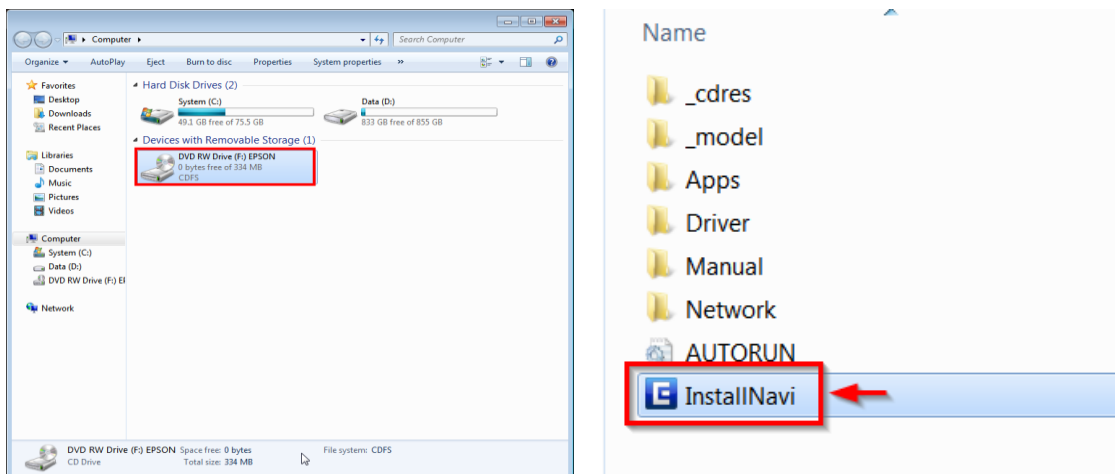 Computer
Search Computer
Organize AutoPlay Eject Burn to disc Properties System properties »
Favorites
Desktop
Downloads
Recent Places
Libraries
Documents
Music
Pictures
Videos
Computer
System (C:)
Data (D:)
DVD RW Drive (F:) El
Network
Hard Disk Drives (2)
System (C:)
49.1 GB free of 75.5 GB
Data (D:)
833 GB free of 855 GB
Devices with Removable Storage (1)
DVD RW Drive (F:) EPSON
0 bytes free of 334 MB
CDFS
DVD RW Drive (F:) EPSON Space free: 0 bytes File system: CDFS
CD Drive Total size: 334 MB
Name
_cdres
_model
Apps
Driver
Manual
Network
AUTORUN
InstallNavi